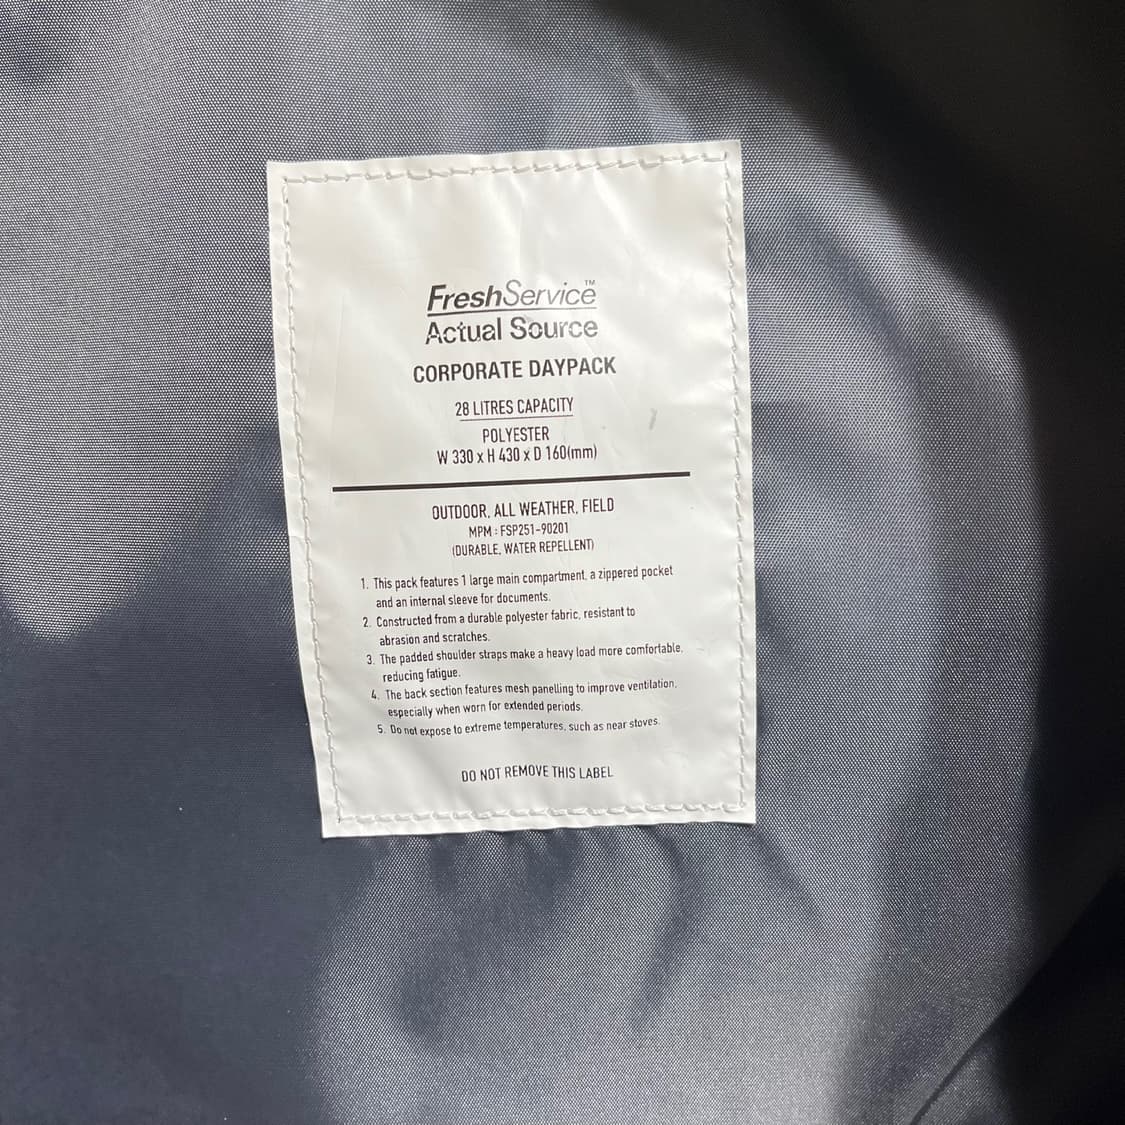 FreshService™
Actual Source
CORPORATE DAYPACK
28 LITRES CAPACITY
POLYESTER
W 330 x H 430 x D 160(mm)
OUTDOOR, ALL WEATHER, FIELD
MPM : FSP251-90201
(DURABLE, WATER REPELLENT)
1. This pack features 1 large main compartment, a zippered pocket
and an internal sleeve for documents.
2. Constructed from a durable polyester fabric, resistant to
abrasion and scratches.
3. The padded shoulder straps make a heavy load more comfortable,
reducing fatigue.
4. The back section features mesh panelling to improve ventilation,
especially when worn for extended periods.
5. Do not expose to extreme temperatures, such as near stoves.
DO NOT REMOVE THIS LABEL